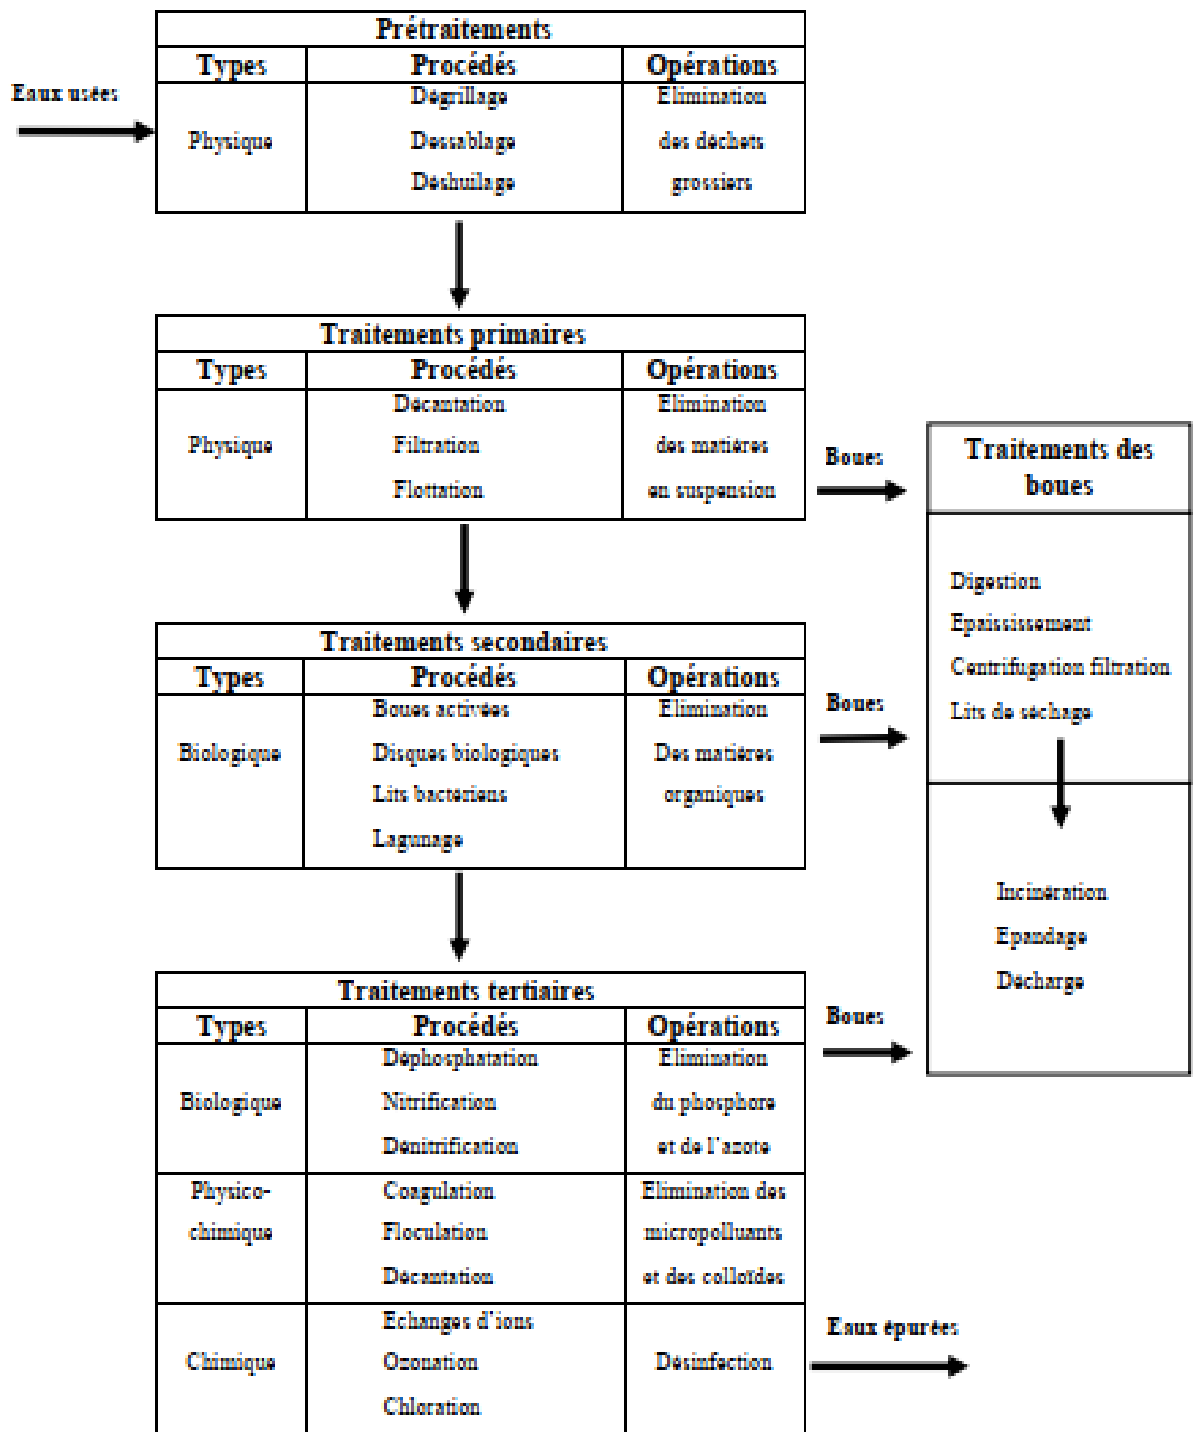 Prétraitements
Types Procédés Opérations
Eaux usées
Physique
Dégrillage
Dessablage
Déshuilage
Elimination
des déchets
grossiers
Traitements primaires
Types Procédés Opérations
Physique
Décantation
Filtration
Flottation
Elimination
des matières
en suspension
Boues
Traitements secondaires
Types Procédés Opérations
Biologique
Boues activées
Disques biologiques
Lits bactériens
Lagunage
Elimination
Des matières
organiques
Boues
Traitements tertiaires
Types Procédés Opérations
Biologique
Déphosphatation
Nitrification
Dénitrification
Elimination
du phosphore
et de l'azote
Boues
Physico-
chimique
Coagulation
Floculation
Décantation
Elimination des
micropolluants
et des colloïdes
Chimique
Echanges d'ions
Ozonation
Chloration
Désinfection
Eaux épurées
Traitements des
boues
Digestion
Epaississement
Centrifugation filtration
Lits de séchage
Incinération
Epandage
Décharge